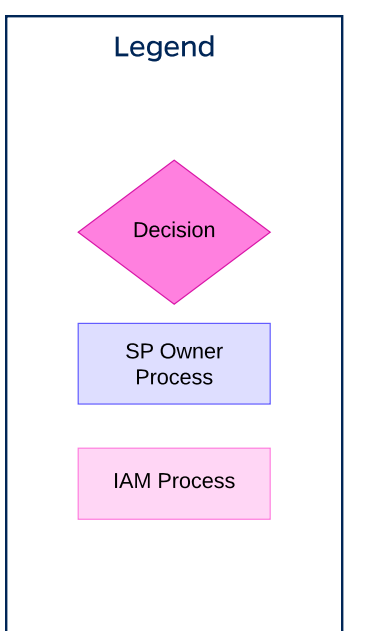 Legend
Decision
SP Owner
Process
IAM Process